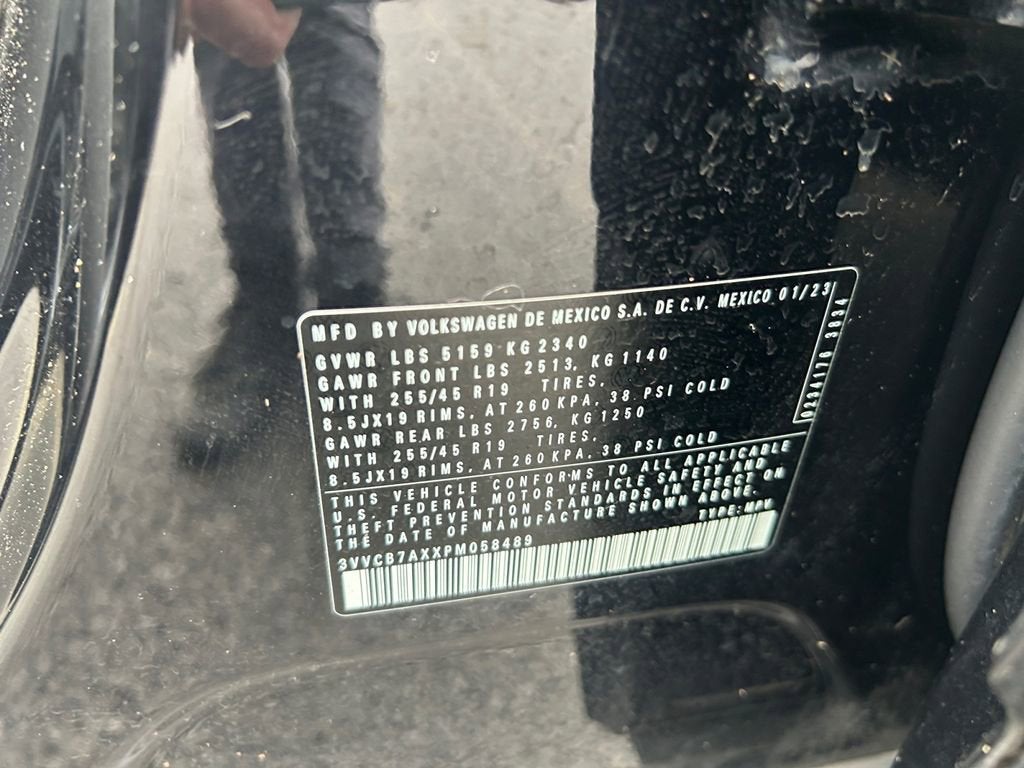 MFD BY VOLKSWAGEN DE MEXICO S.A. DE C.V. MEXICO 01/23
GVWR LBS 5159 KG 2340
GAWR FRONT LBS 2513, KG 1140
WITH 255/45 R19 TIRES,
8.5JX19 RIMS, AT 260 KPA, 38 PSI COLD
GAWR REAR LBS 2756, KG 1250
WITH 255/45 R19 TIRES,
8.5JX19 RIMS, AT 260 KPA, 38 PSI COLD
THIS VEHICLE CONFORMS TO ALL APPLICABLE
U.S. FEDERAL MOTOR VEHICLE SAFETY AND
THEFT PREVENTION STANDARDS IN EFFECT ON
THE DATE OF MANUFACTURE SHOWN ABOVE.
3VVCB7AXXPM058489 TYPE: MPV
0234176 3834